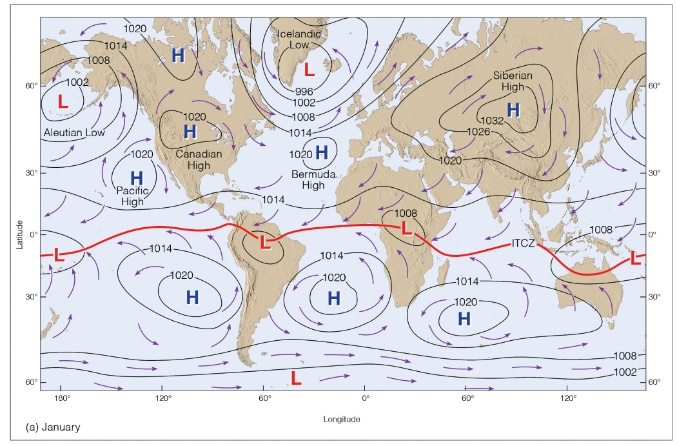 1020
1014
1008
1002
L
Aleutian Low
H
Icelandic
Low
L
996
1002
1008
1014
1020
H
Canadian
High
1020
H
Pacific
High
1020
H
Bermuda
High
1014
Siberian
High
H
1032
1026
1020
60°
30°
0°
30°
60°
Latitude
60°
30°
0°
30°
60°
L
L
1008
L
ITCZ
1008
L
1014
1020
H
1014
1020
H
1014
1020
H
1008
1002
L
180°
120°
60°
0°
60°
120°
Longitude
(a) January